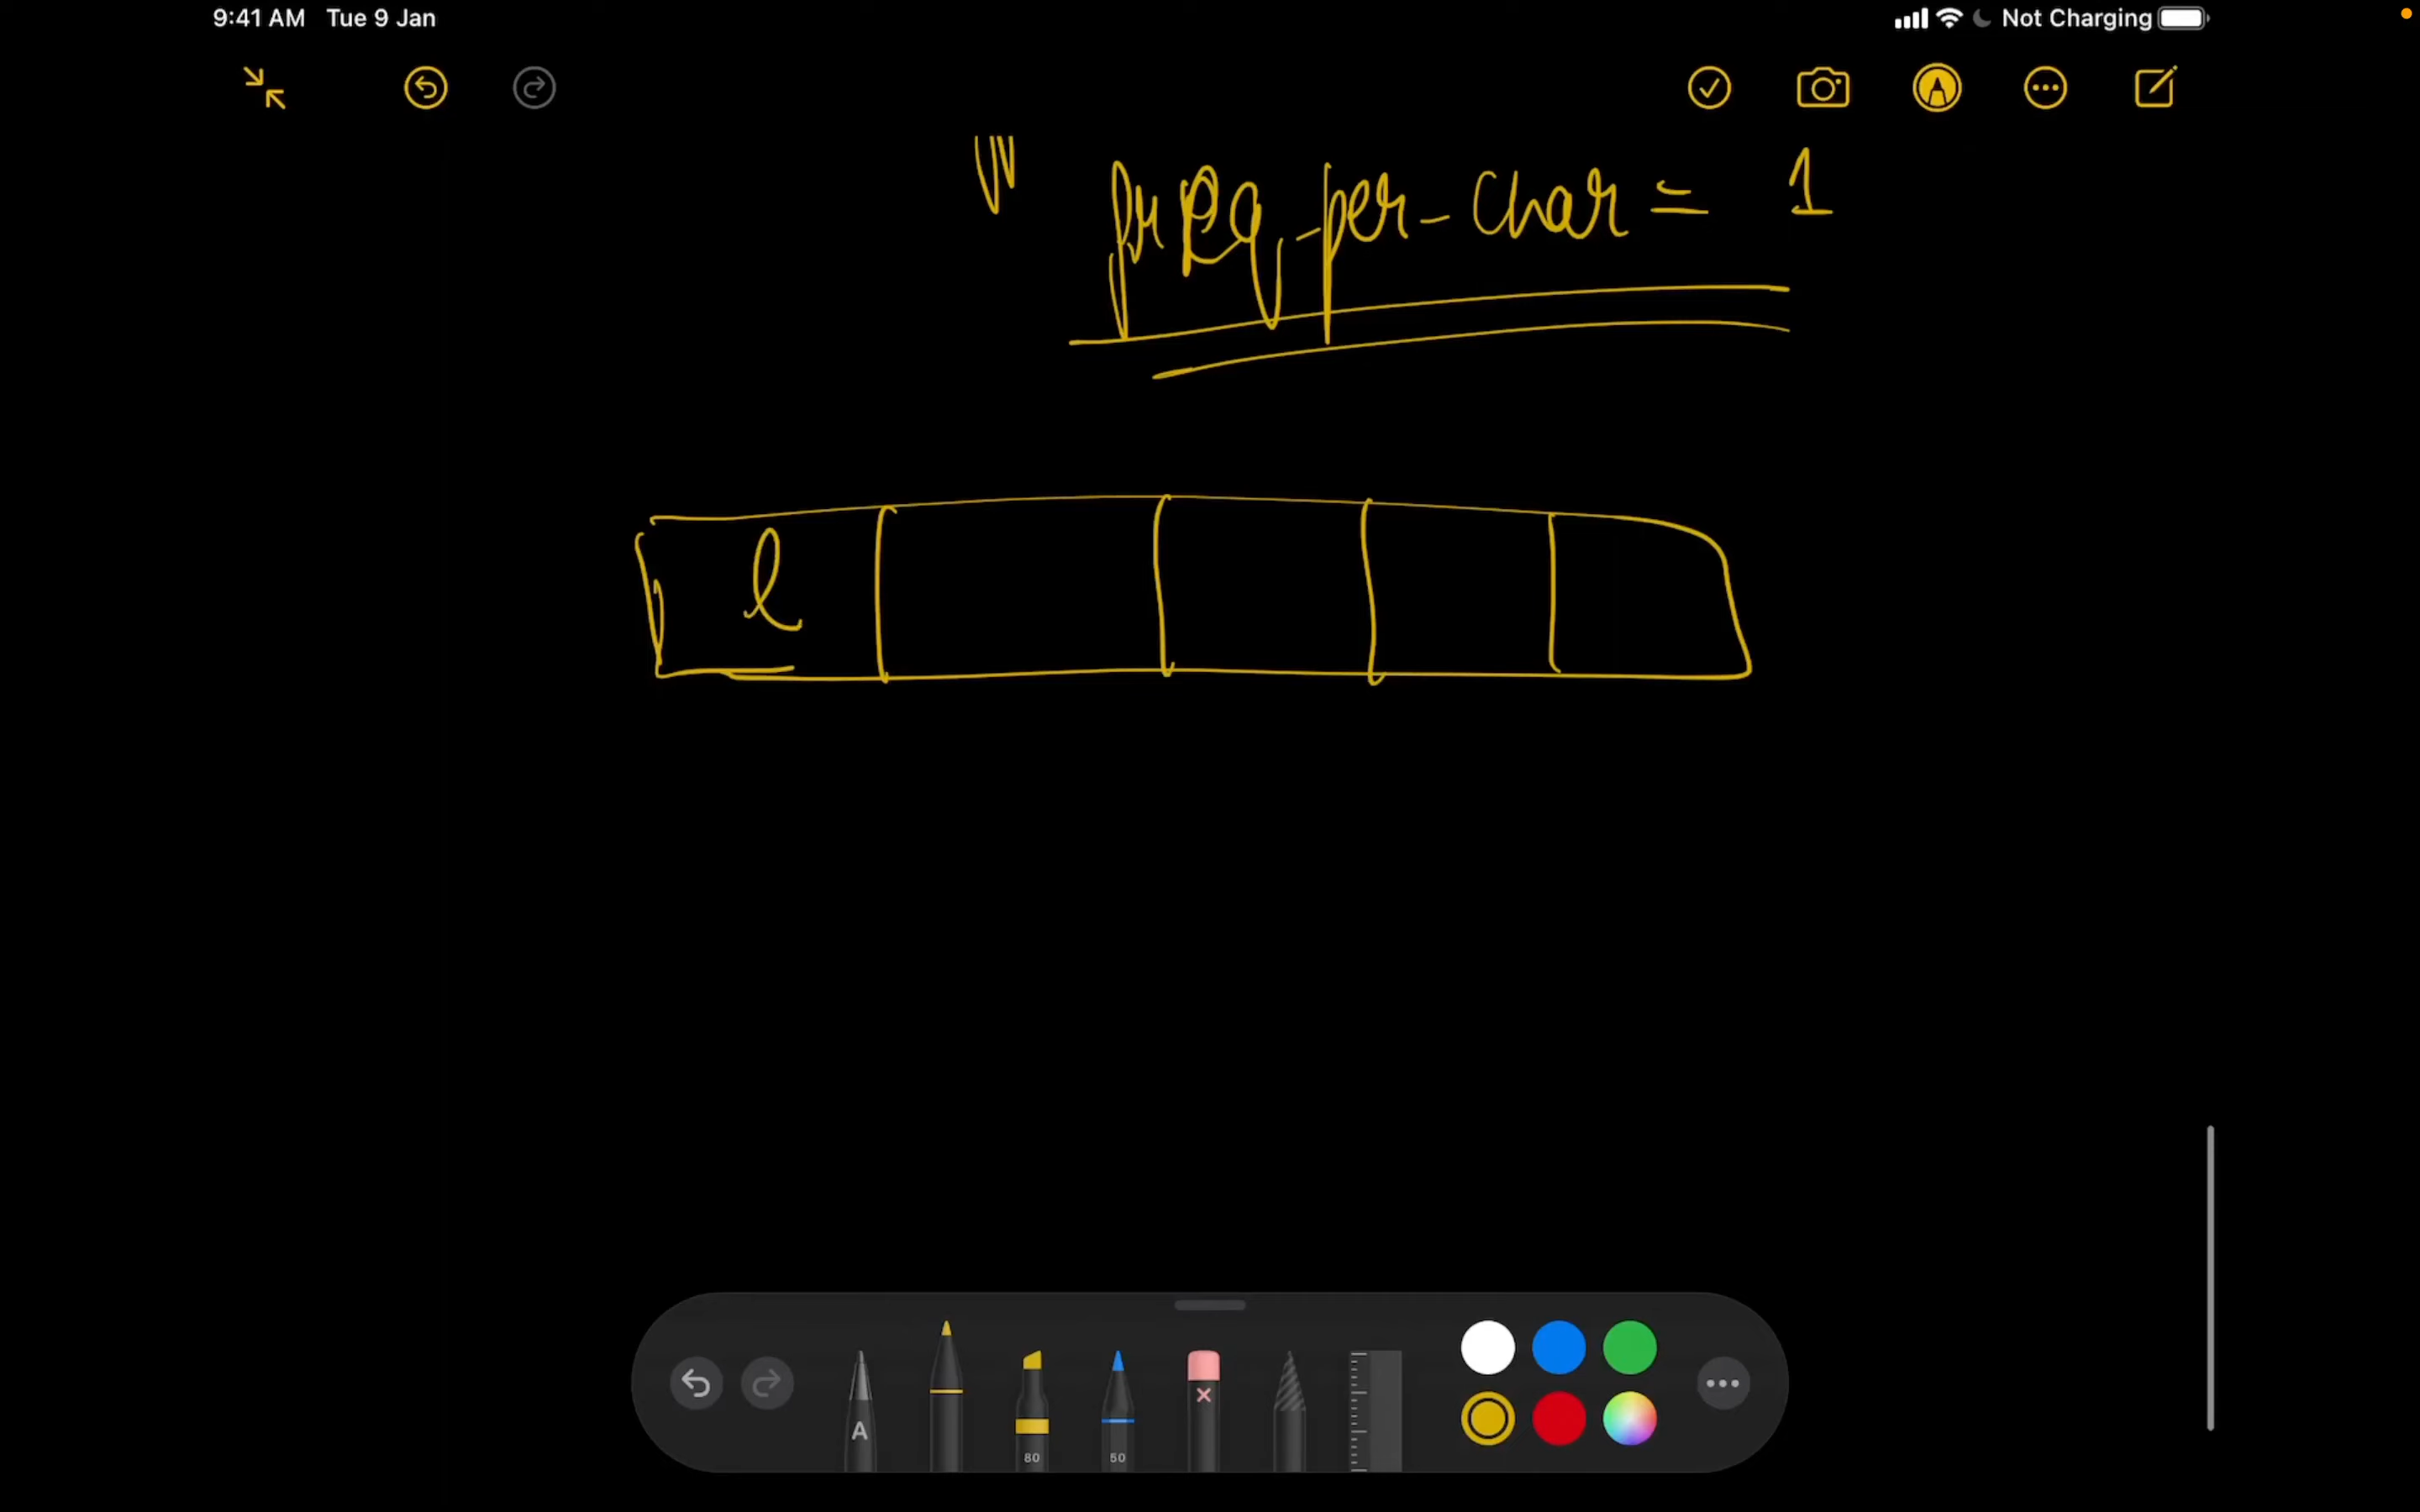 9:41 AM Tue 9 Jan Not Charging
freq-per-char = 1
l
A
80
50